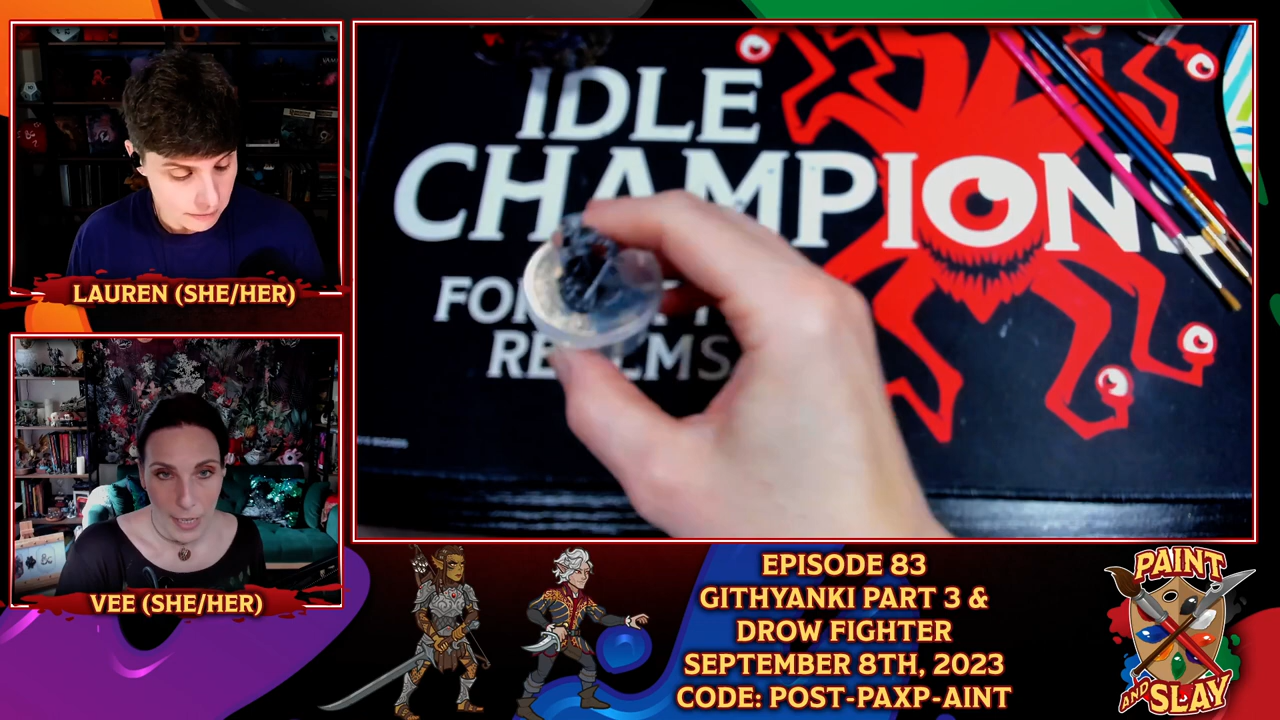 LAUREN (SHE/HER)
VEE (SHE/HER)
IDLE
CHAMPIONS
EPISODE 83
GITHYANKI PART 3 &
DROW FIGHTER
SEPTEMBER 8TH, 2023
CODE: POST-PAXP-AINT
PAINT
AND SLAY